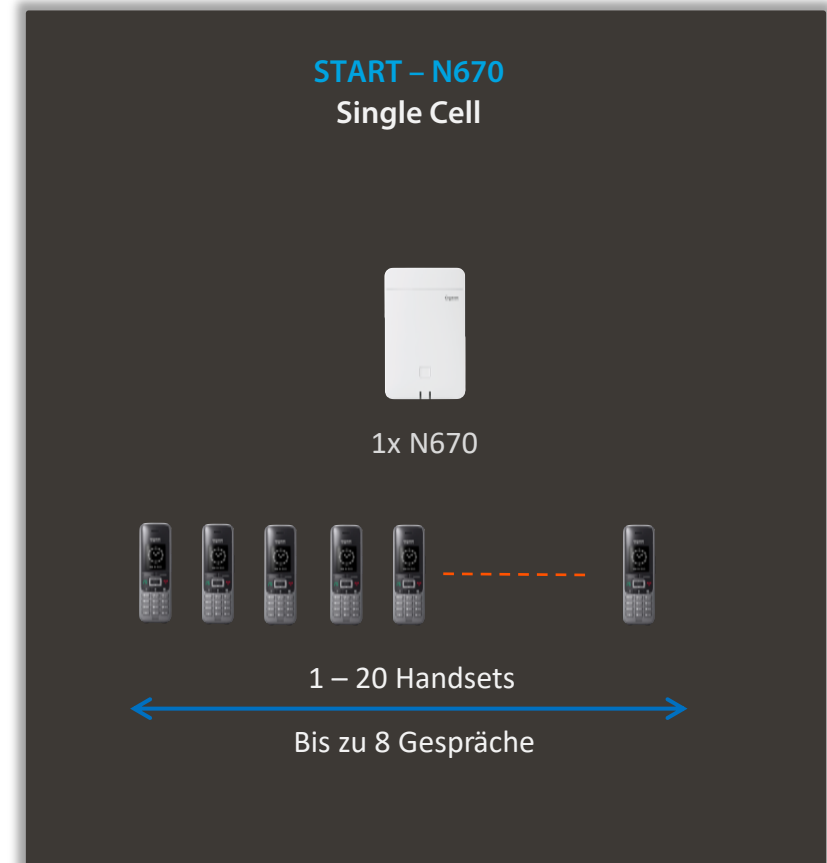 START – N670
Single Cell
1x N670
1 – 20 Handsets
Bis zu 8 Gespräche